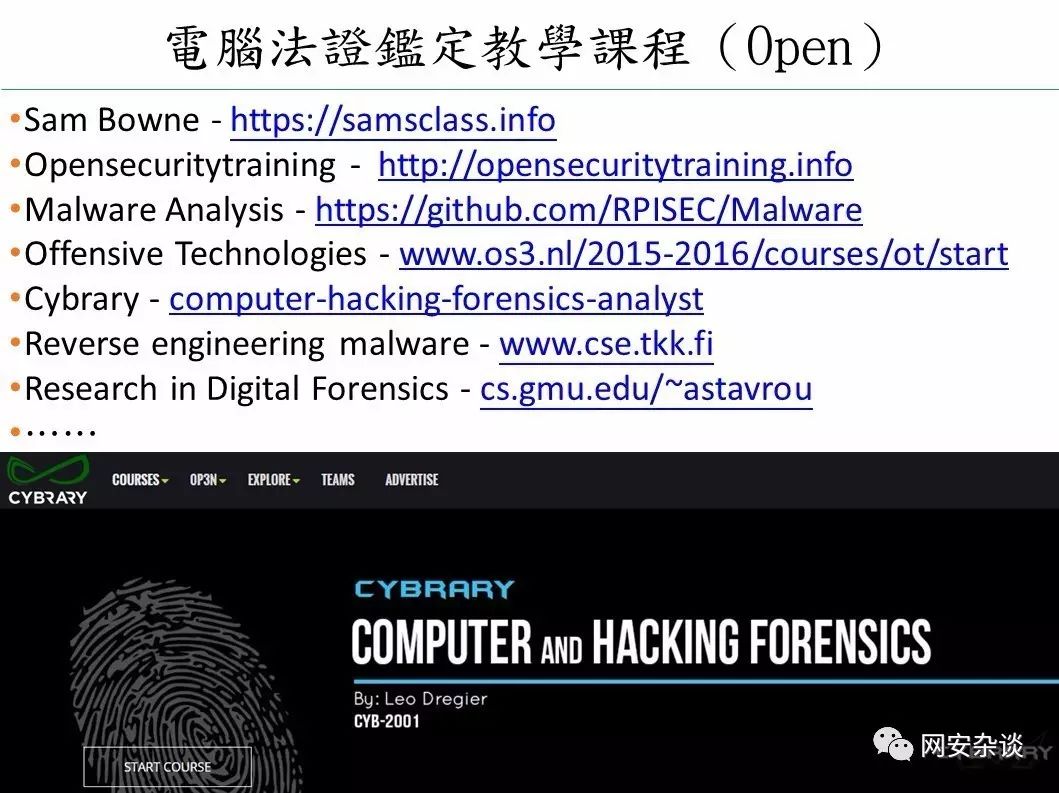 電腦法證鑑定教學課程（Open）
•Sam Bowne - https://samsclass.info
•Opensecuritytraining - http://opensecuritytraining.info
•Malware Analysis - https://github.com/RPISEC/Malware
•Offensive Technologies - www.os3.nl/2015-2016/courses/ot/start
•Cybrary - computer-hacking-forensics-analyst
•Reverse engineering malware - www.cse.tkk.fi
•Research in Digital Forensics - cs.gmu.edu/~astavrou
•……
CYBRARY COURSES OP3N EXPLORE TEAMS ADVERTISE
CYBRARY
COMPUTER AND HACKING FORENSICS
By: Leo Dregier
CYB-2001
网安杂谈
START COURSE